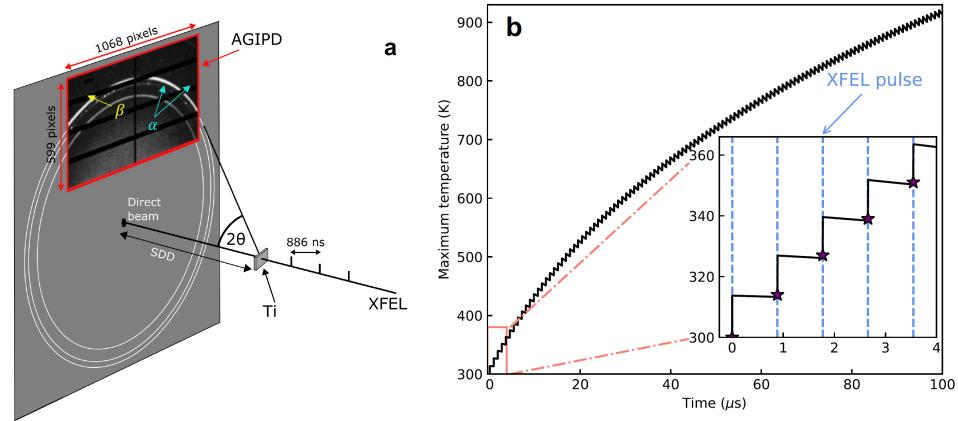 1068 pixels
AGIPD
a
599 pixels
β
α
Direct
beam
2θ
886 ns
SDD
Ti
XFEL
b
Maximum temperature (K)
900
800
700
600
500
400
300
0 20 40 60 80 100
Time (μs)
XFEL pulse
360
340
320
300
0 1 2 3 4